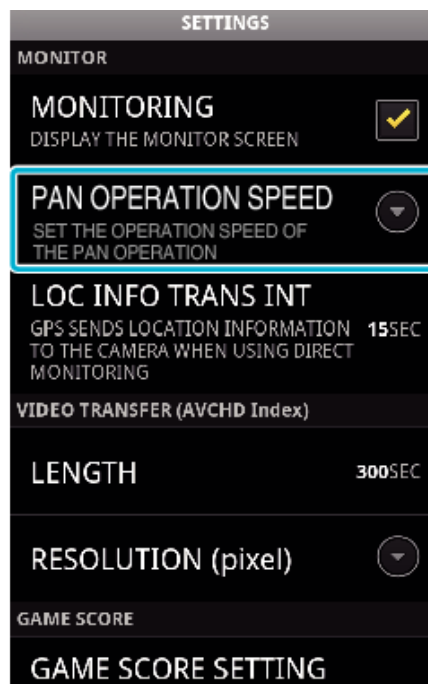 SETTINGS
MONITOR
MONITORING
DISPLAY THE MONITOR SCREEN
PAN OPERATION SPEED
SET THE OPERATION SPEED OF
THE PAN OPERATION
LOC INFO TRANS INT
GPS SENDS LOCATION INFORMATION
TO THE CAMERA WHEN USING DIRECT
MONITORING
15SEC
VIDEO TRANSFER (AVCHD Index)
LENGTH
300SEC
RESOLUTION (pixel)
GAME SCORE
GAME SCORE SETTING